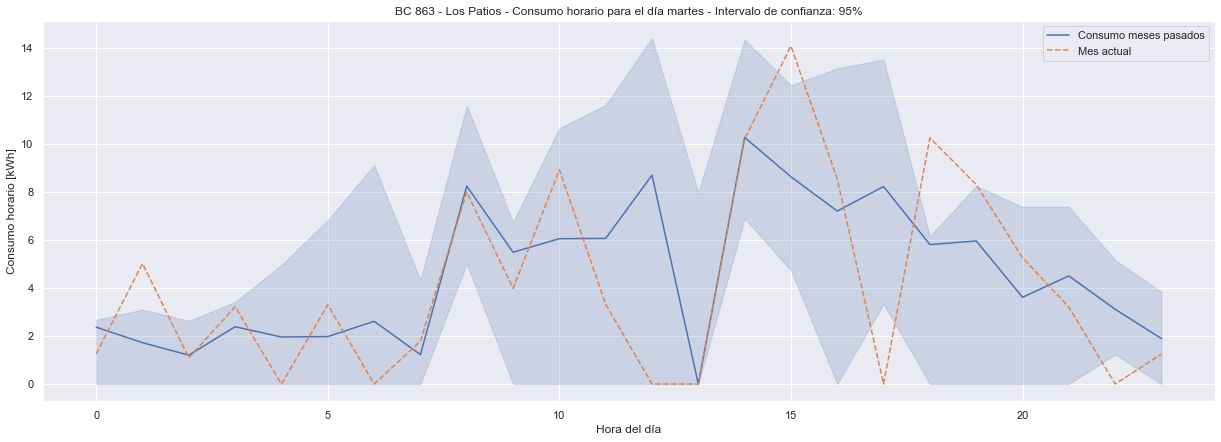 BC 863 - Los Patios - Consumo horario para el día martes - Intervalo de confianza: 95%
Consumo meses pasados
Mes actual
Consumo horario [kWh]
14
12
10
8
6
4
2
0
0
5
10
15
20
Hora del día